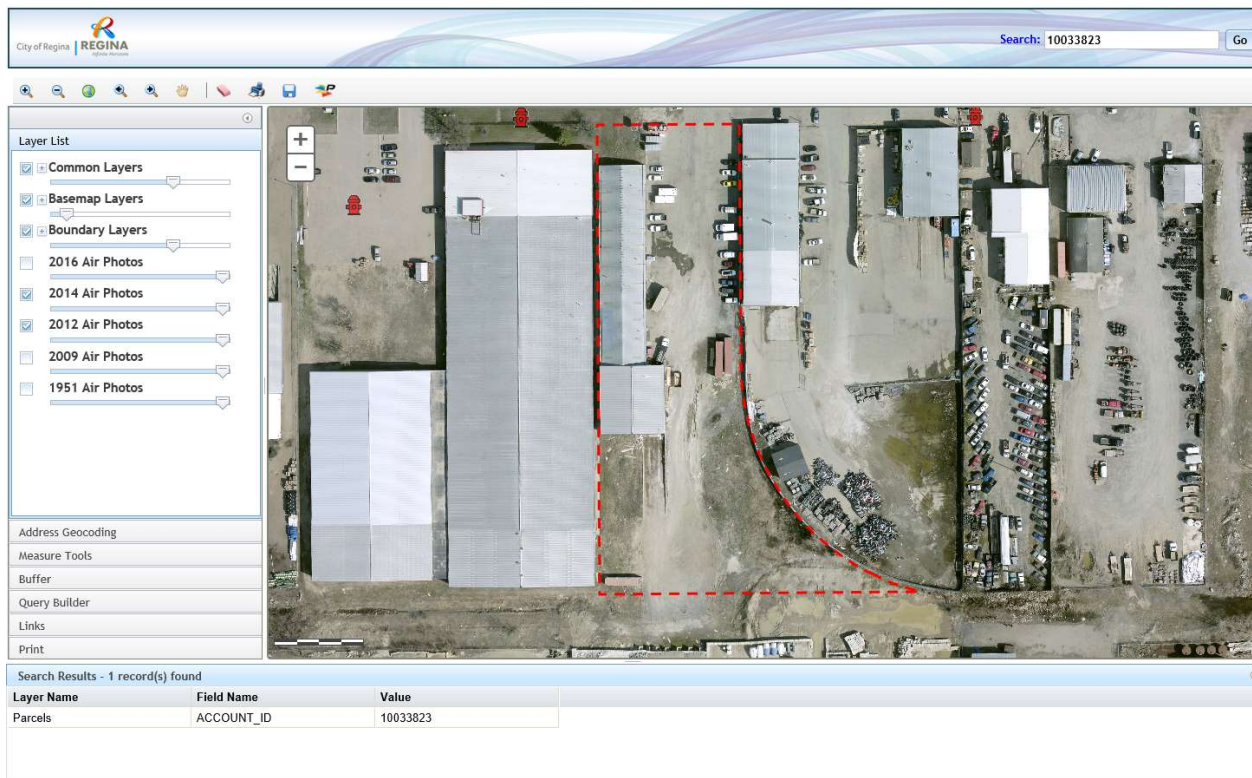 City of Regina | REGINA
Infinite Horizons
Search: 10033823 Go
P
Layer List
Common Layers
Basemap Layers
Boundary Layers
2016 Air Photos
2014 Air Photos
2012 Air Photos
2009 Air Photos
1951 Air Photos
Address Geocoding
Measure Tools
Buffer
Query Builder
Links
Print
Search Results - 1 record(s) found
Layer Name Field Name Value
Parcels ACCOUNT_ID 10033823